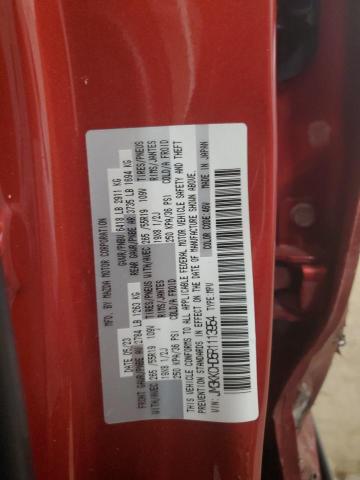 MFD. BY MAZDA MOTOR CORPORATION
DATE 05/23 GVWR/PNBV 6418 LB 2911 KG
FRONT GAWR/PNBE AV 2784 LB 1263 KG REAR GAWR/PNBE AR 3735 LB 1694 KG
WITH/AVEC 265 /55R19 109V TIRES/PNEUS WITH/AVEC 265 /55R19 109V TIRES/PNEUS
19X8 1/2J RIMS/JANTES 19X8 1/2J RIMS/JANTES
250 KPA/36 PSI COLD/A FROID 250 KPA/36 PSI COLD/A FROID
THIS VEHICLE CONFORMS TO ALL APPLICABLE FEDERAL MOTOR VEHICLE SAFETY AND THEFT
PREVENTION STANDARDS IN EFFECT ON THE DATE OF MANUFACTURE SHOWN ABOVE.
TYPE:MPV COLOR CODE 46V MADE IN JAPAN